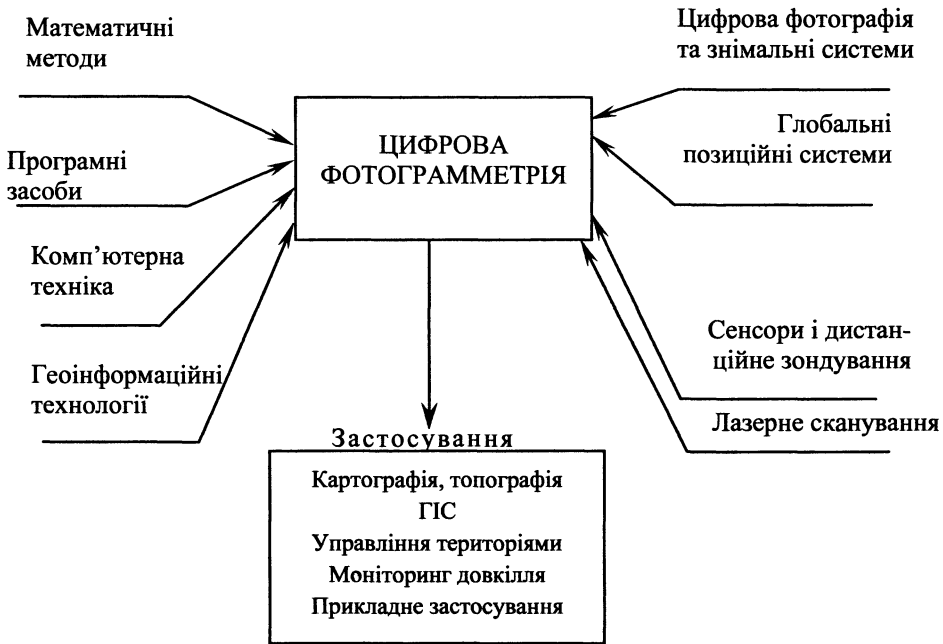 Математичні
методи
Цифрова фотографія
та знімальні системи
ЦИФРОВА
ФОТОГРАММЕТРІЯ
Глобальні
позиційні системи
Програмні
засоби
Комп’ютерна
техніка
Сенсори і дистан-
ційне зондування
Геоінформаційні
технології
Лазерне сканування
Застосування
Картографія, топографія
ГІС
Управління територіями
Моніторинг довкілля
Прикладне застосування